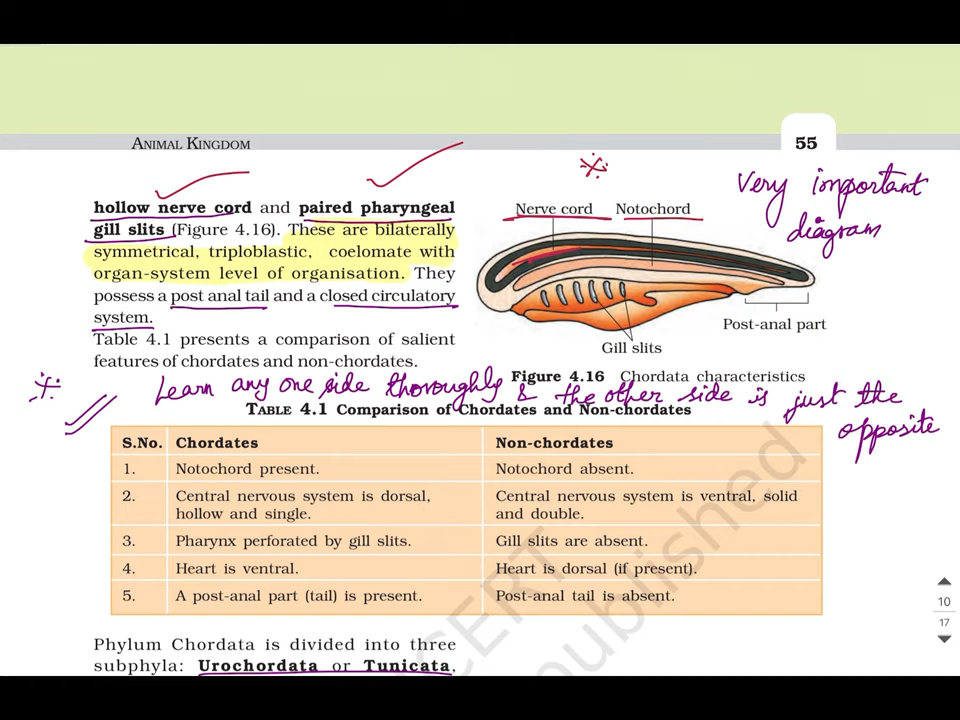 ANIMAL KINGDOM
55
hollow nerve cord and paired pharyngeal
gill slits (Figure 4.16). These are bilaterally
symmetrical, triploblastic, coelomate with
organ-system level of organisation. They
possess a post anal tail and a closed circulatory
system.
Table 4.1 presents a comparison of salient
features of chordates and non-chordates.
Very important
diagram
Nerve cord Notochord
Post-anal part
Gill slits
Figure 4.16 Chordata characteristics
Learn any one side thoroughly & the other side is just the
opposite
TABLE 4.1 Comparison of Chordates and Non-chordates
S.No. Chordates Non-chordates
1. Notochord present. Notochord absent.
2. Central nervous system is dorsal, Central nervous system is ventral, solid
hollow and single. and double.
3. Pharynx perforated by gill slits. Gill slits are absent.
4. Heart is ventral. Heart is dorsal (if present).
5. A post-anal part (tail) is present. Post-anal tail is absent.
Phylum Chordata is divided into three
subphyla: Urochordata or Tunicata,
10
17